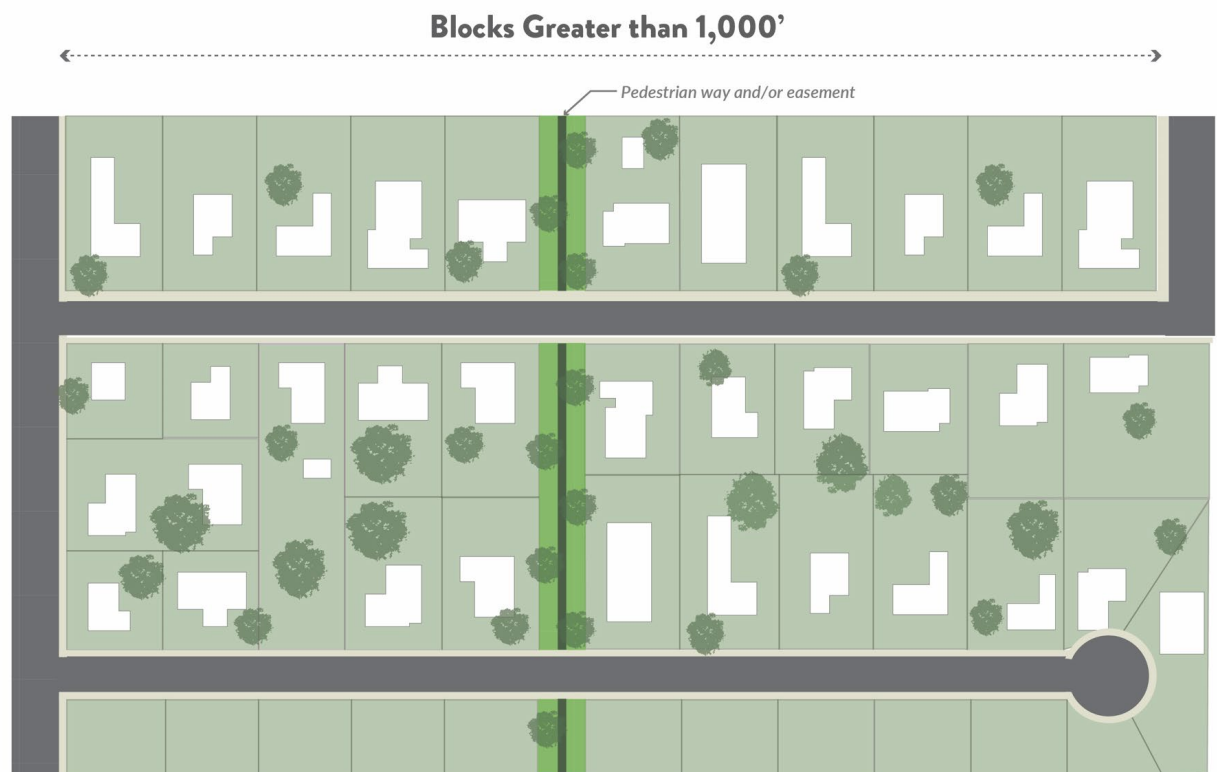 Blocks Greater than 1,000’
Pedestrian way and/or easement